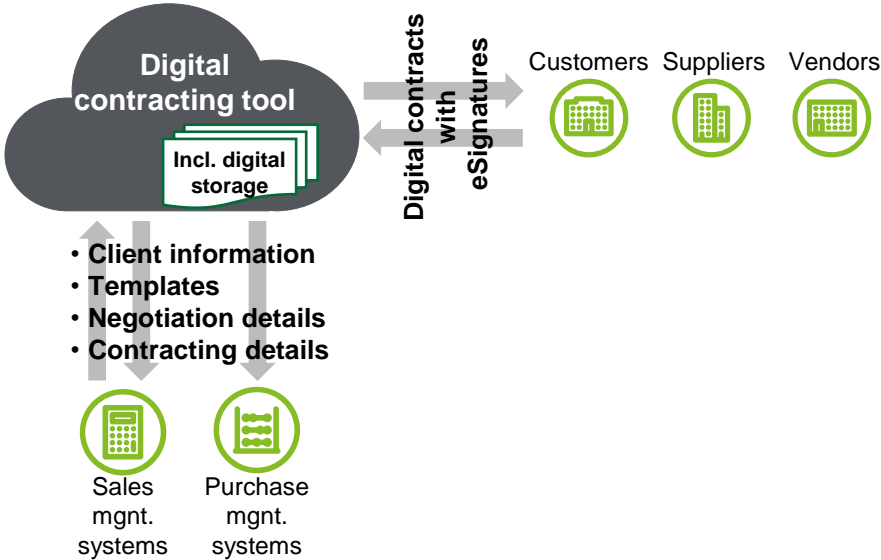 Digital
contracting tool
Incl. digital
storage
Digital contracts
with
eSignatures
Customers
Suppliers
Vendors
• Client information
• Templates
• Negotiation details
• Contracting details
Sales
mgnt.
systems
Purchase
mgnt.
systems